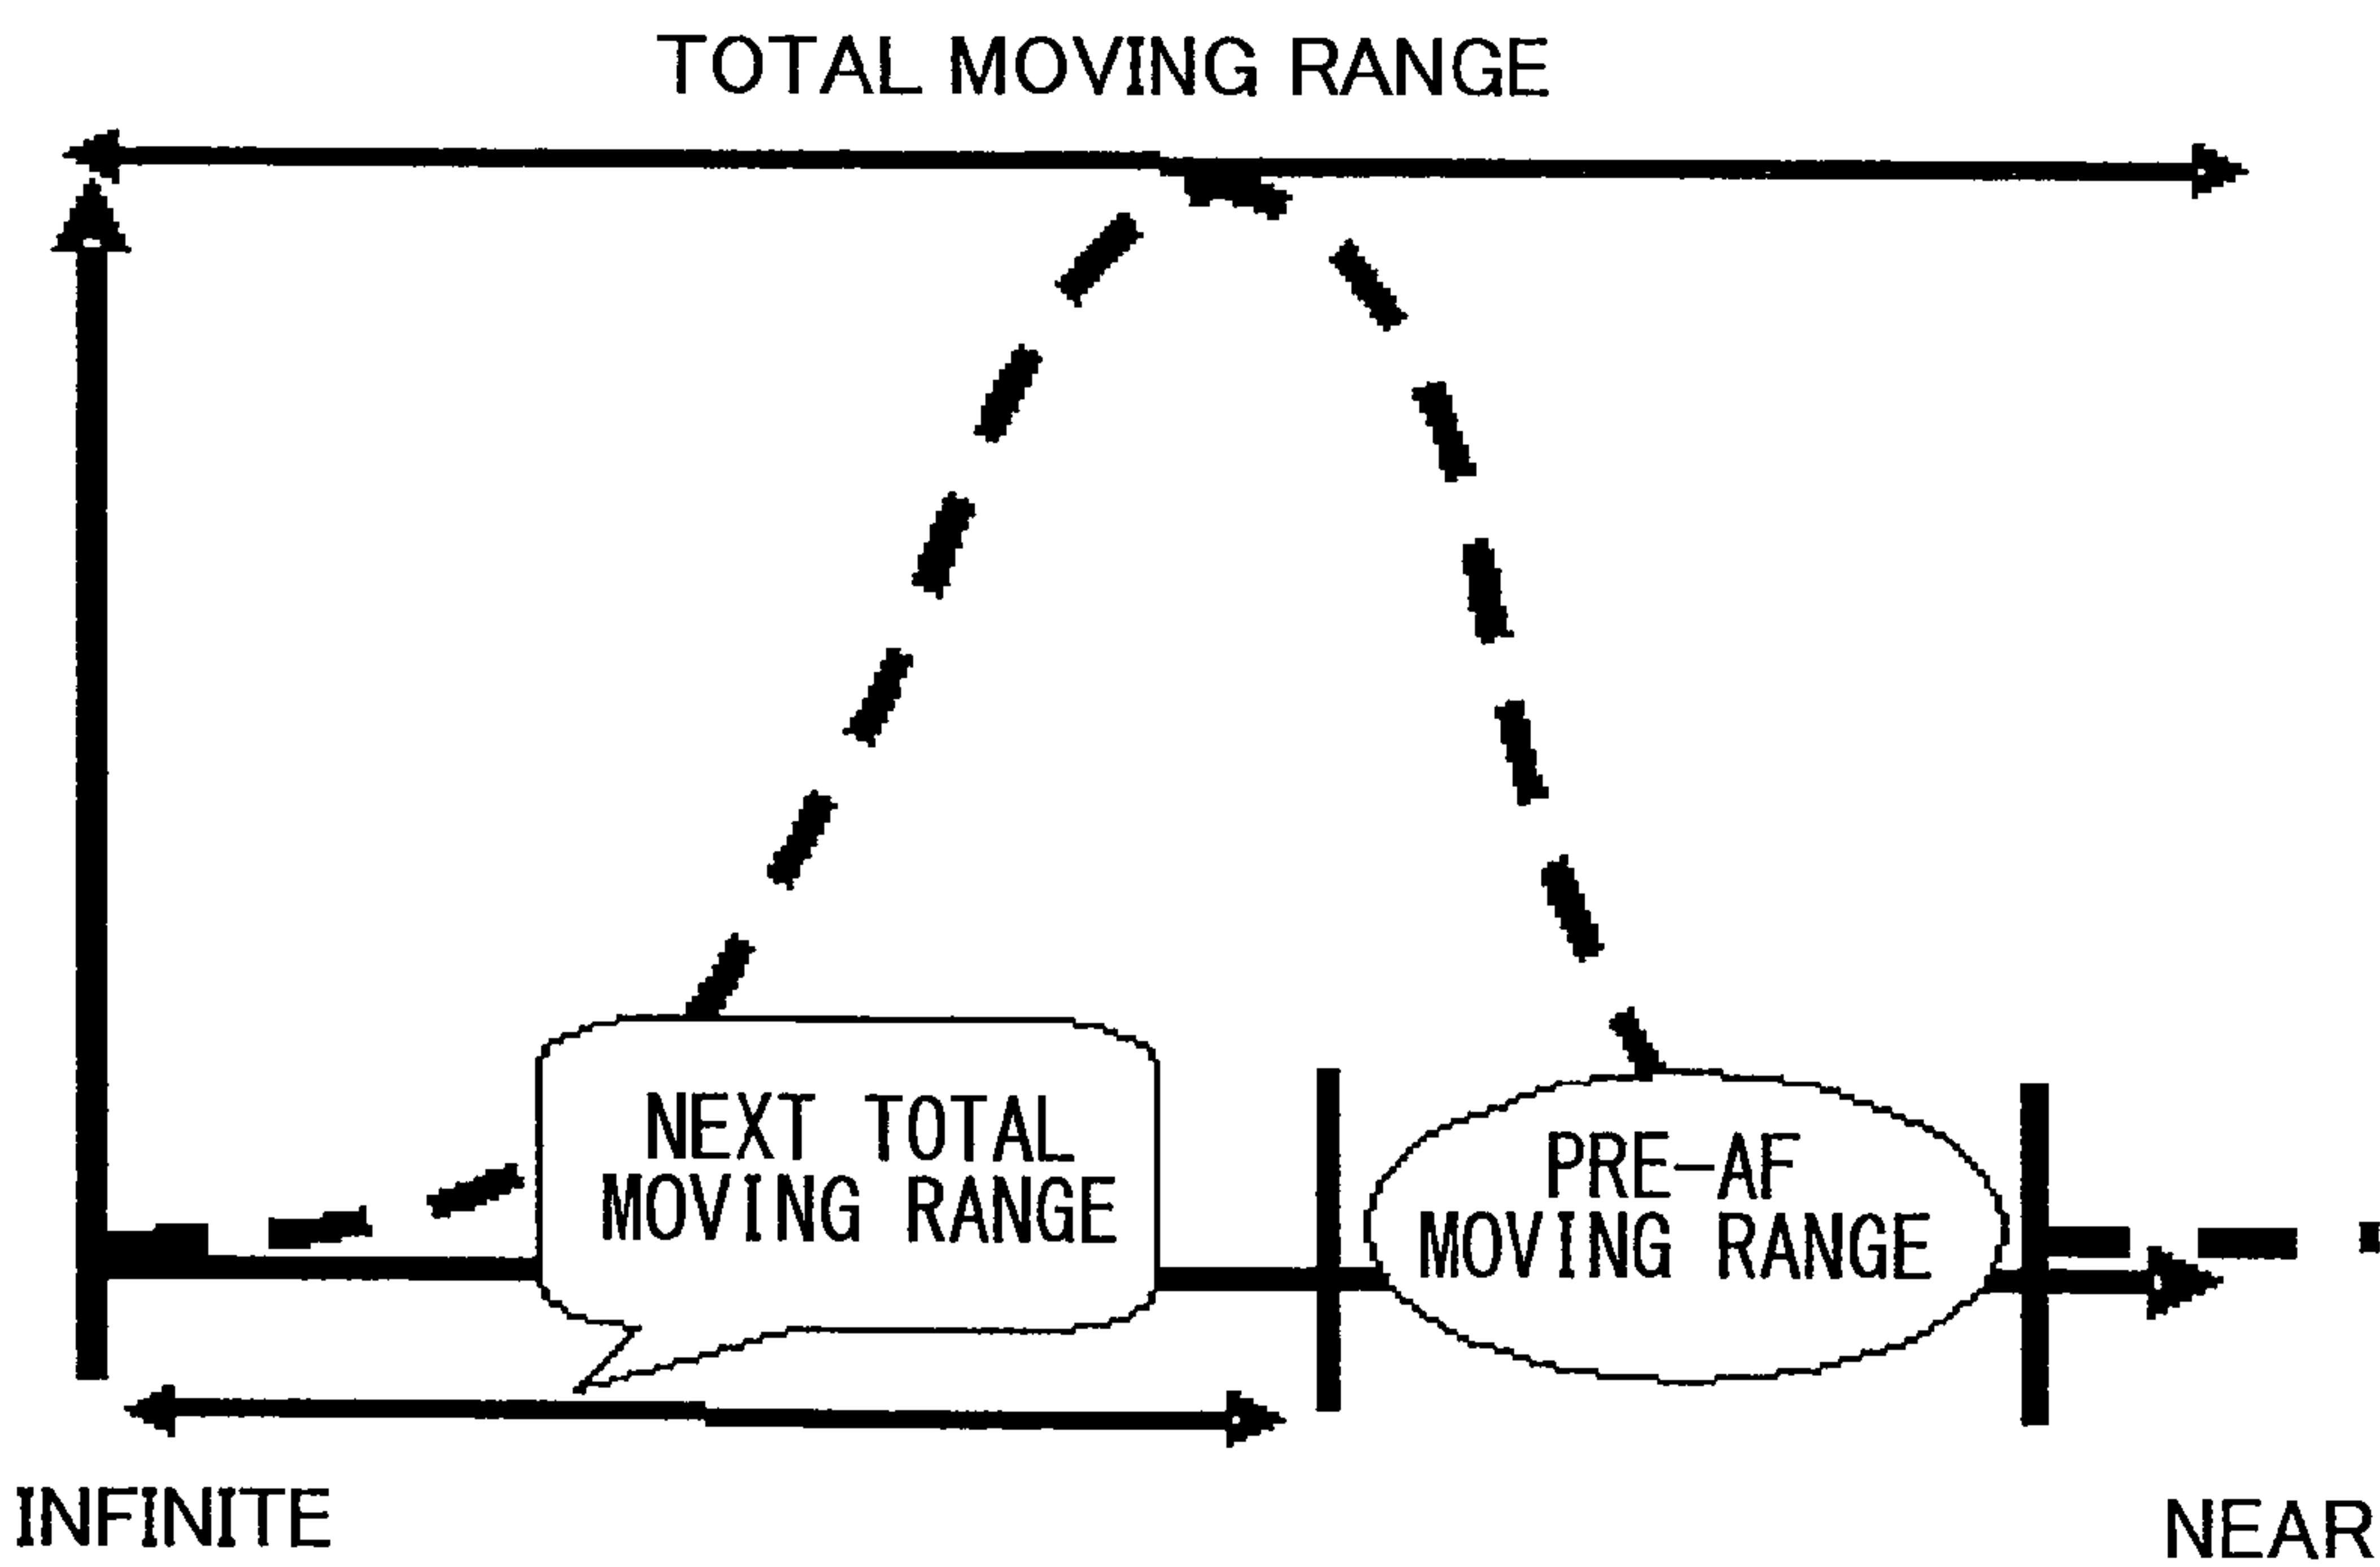 TOTAL MOVING RANGE
NEXT TOTAL
MOVING RANGE
PRE-AF
MOVING RANGE
INFINITE
NEAR